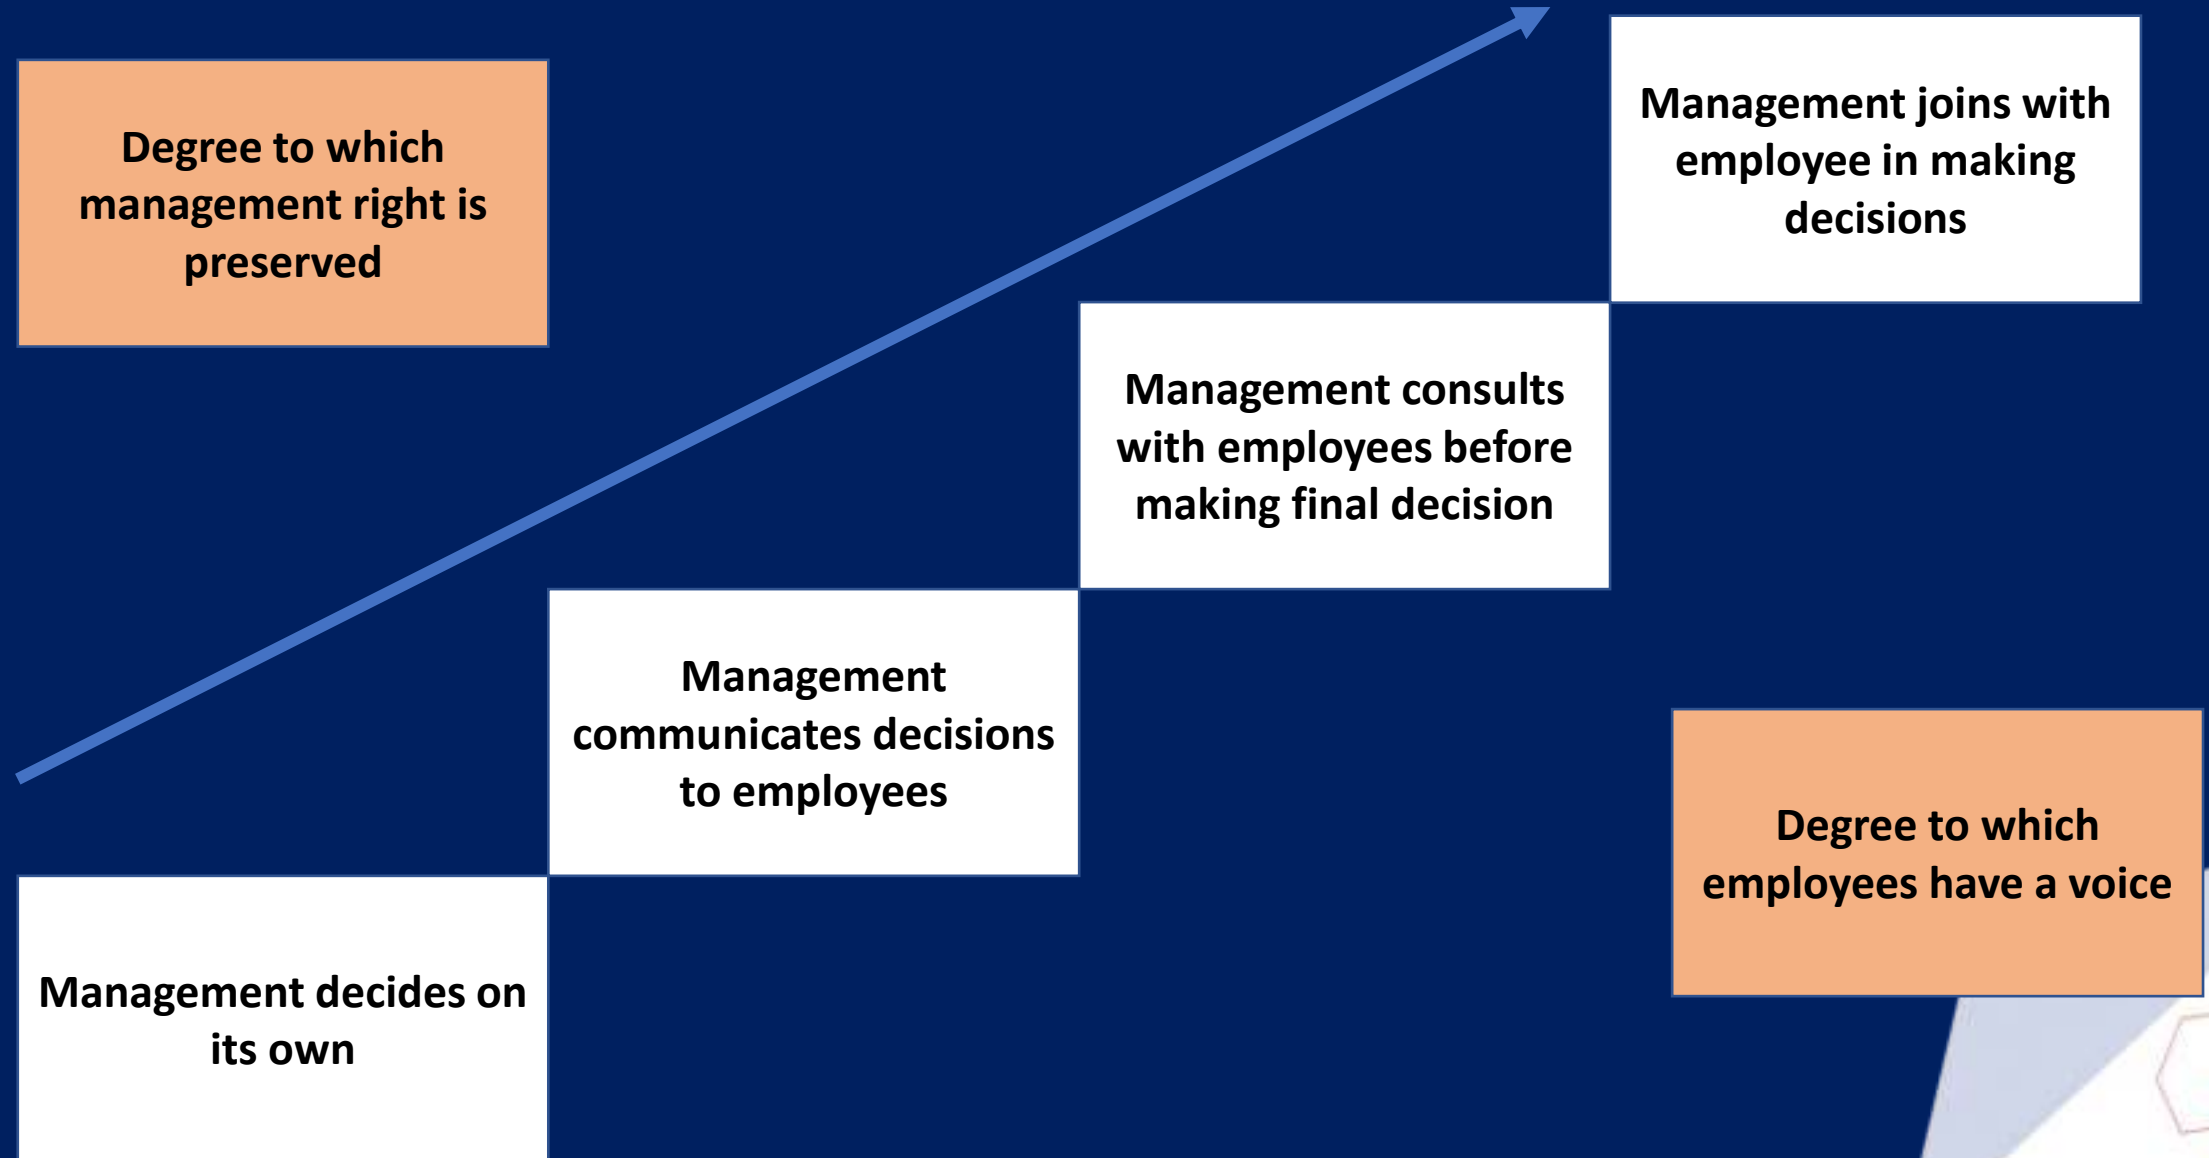 Degree to which
management right is
preserved
Management joins with
employee in making
decisions
Management consults
with employees before
making final decision
Management
communicates decisions
to employees
Degree to which
employees have a voice
Management decides on
its own